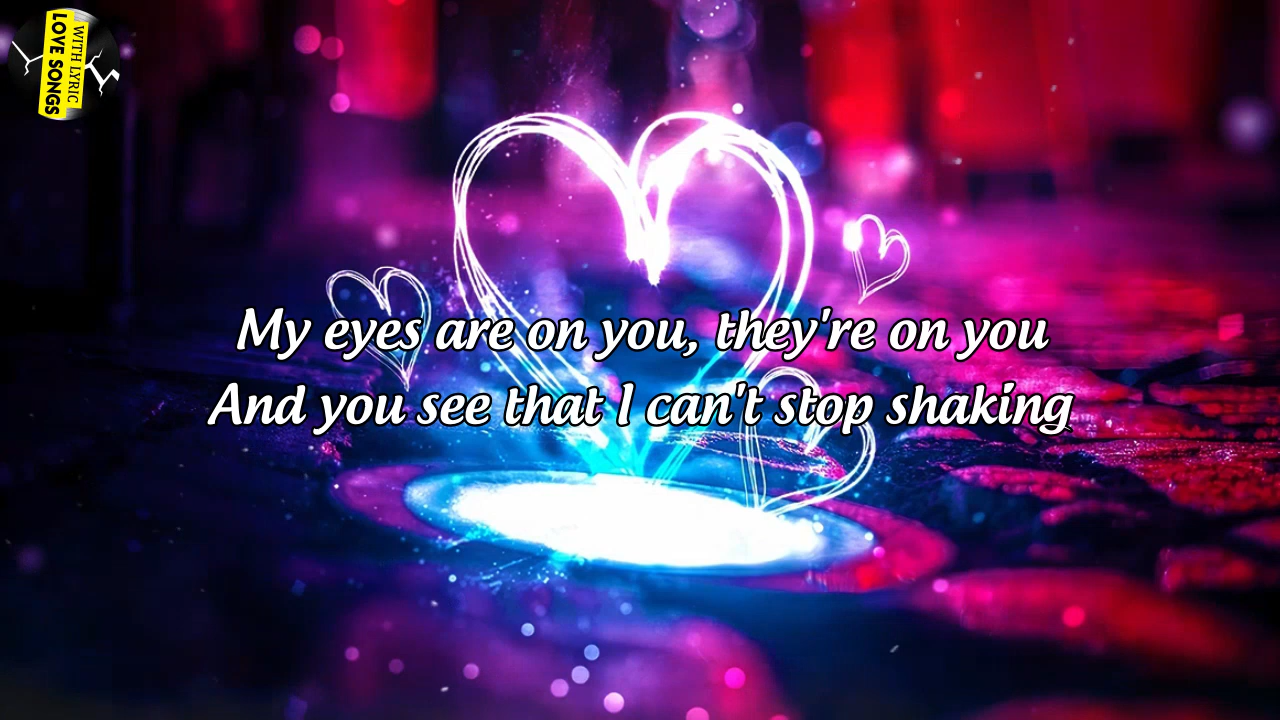 LOVE SONGS
WITH LYRIC
My eyes are on you, they're on you
And you see that I can't stop shaking